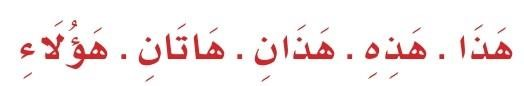 هَذَا . هَذِهِ . هَذَانِ . هَاتَانِ . هَؤُلَاءِ